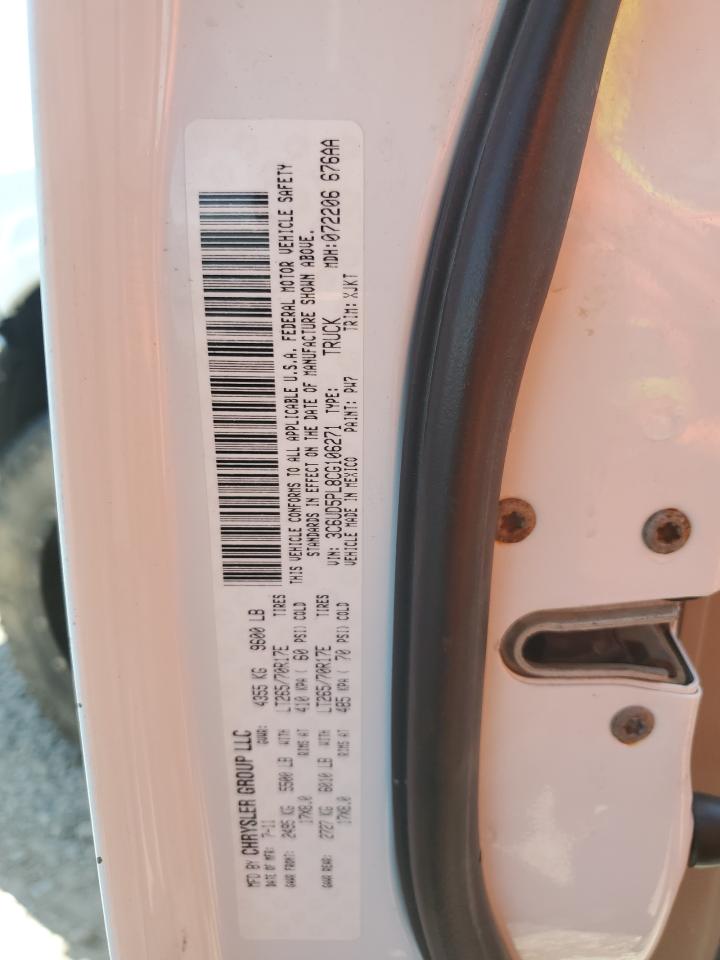 MFD BY CHRYSLER GROUP LLC
DATE OF MFR: 7-11 GVWR: 4355 KG 9600 LB
GAWR FRONT: 2495 KG 5500 LB WITH LT265/70R17E TIRES
17X8.0 RIMS AT 410 KPA ( 60 PSI) COLD
GAWR REAR: 2727 KG 6010 LB WITH LT265/70R17E TIRES
17X8.0 RIMS AT 485 KPA ( 70 PSI) COLD
THIS VEHICLE CONFORMS TO ALL APPLICABLE U.S.A. FEDERAL MOTOR VEHICLE SAFETY
STANDARDS IN EFFECT ON THE DATE OF MANUFACTURE SHOWN ABOVE.
VIN: 3C6UD5PL8CG106271 TYPE: TRUCK MDH:072206 676AA
VEHICLE MADE IN MEXICO PAINT: PW7 TRIM: XJKT